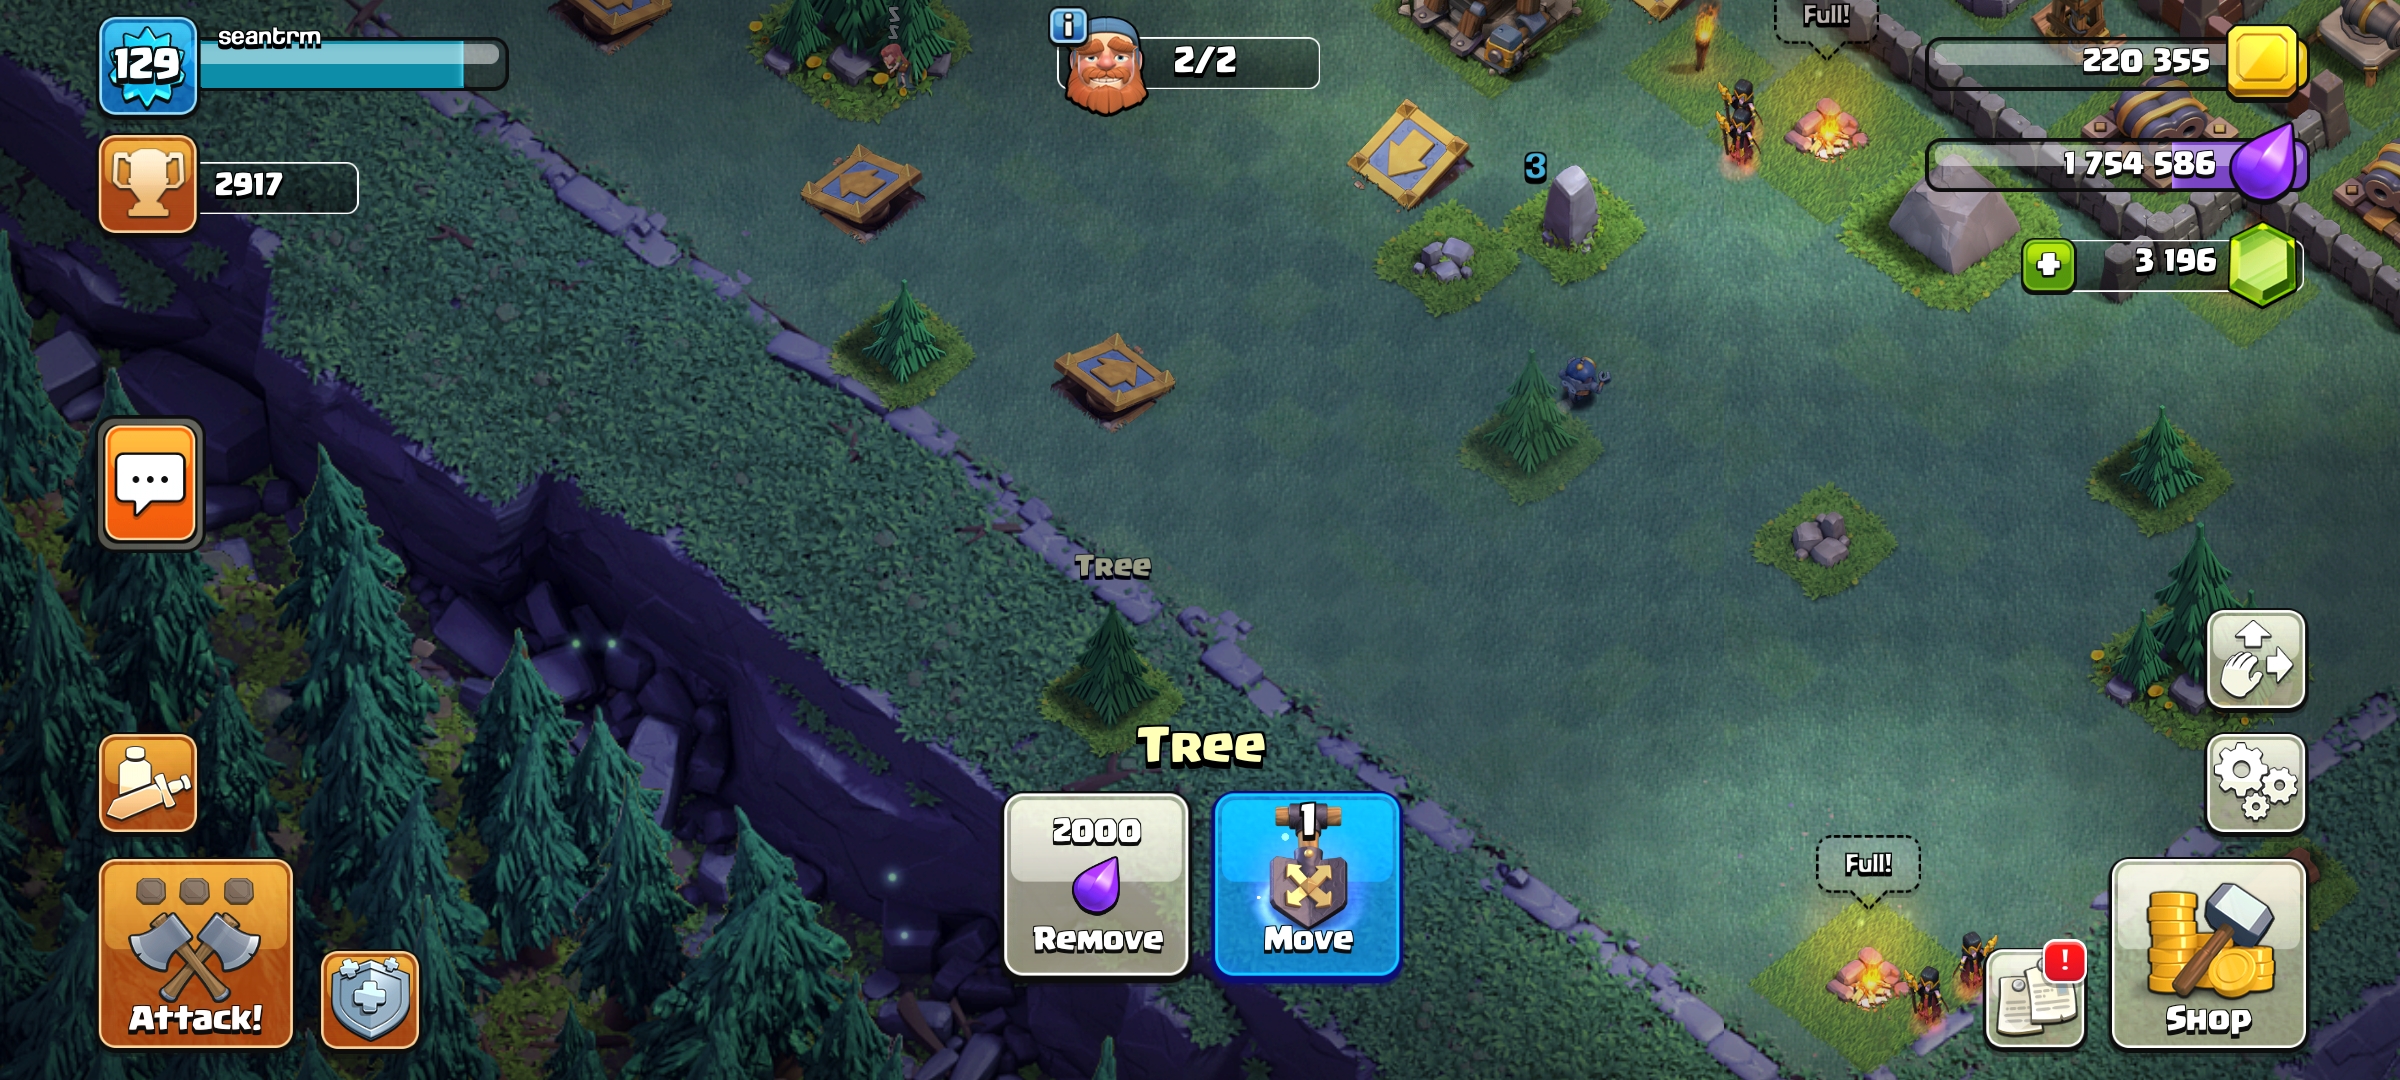 129
seantrm
2/2
Full!
220 355
2917
3
1 754 586
3 196
Tree
Tree
2000
Remove
1
Move
Full!
!
Attack!
Shop